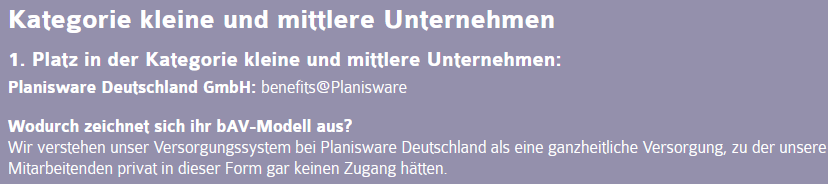 Kategorie kleine und mittlere Unternehmen
1. Platz in der Kategorie kleine und mittlere Unternehmen:
Planisware Deutschland GmbH: benefits@Planisware
Wodurch zeichnet sich ihr bAV-Modell aus?
Wir verstehen unser Versorgungssystem bei Planisware Deutschland als eine ganzheitliche Versorgung, zu der unsere
Mitarbeitenden privat in dieser Form gar keinen Zugang hätten.